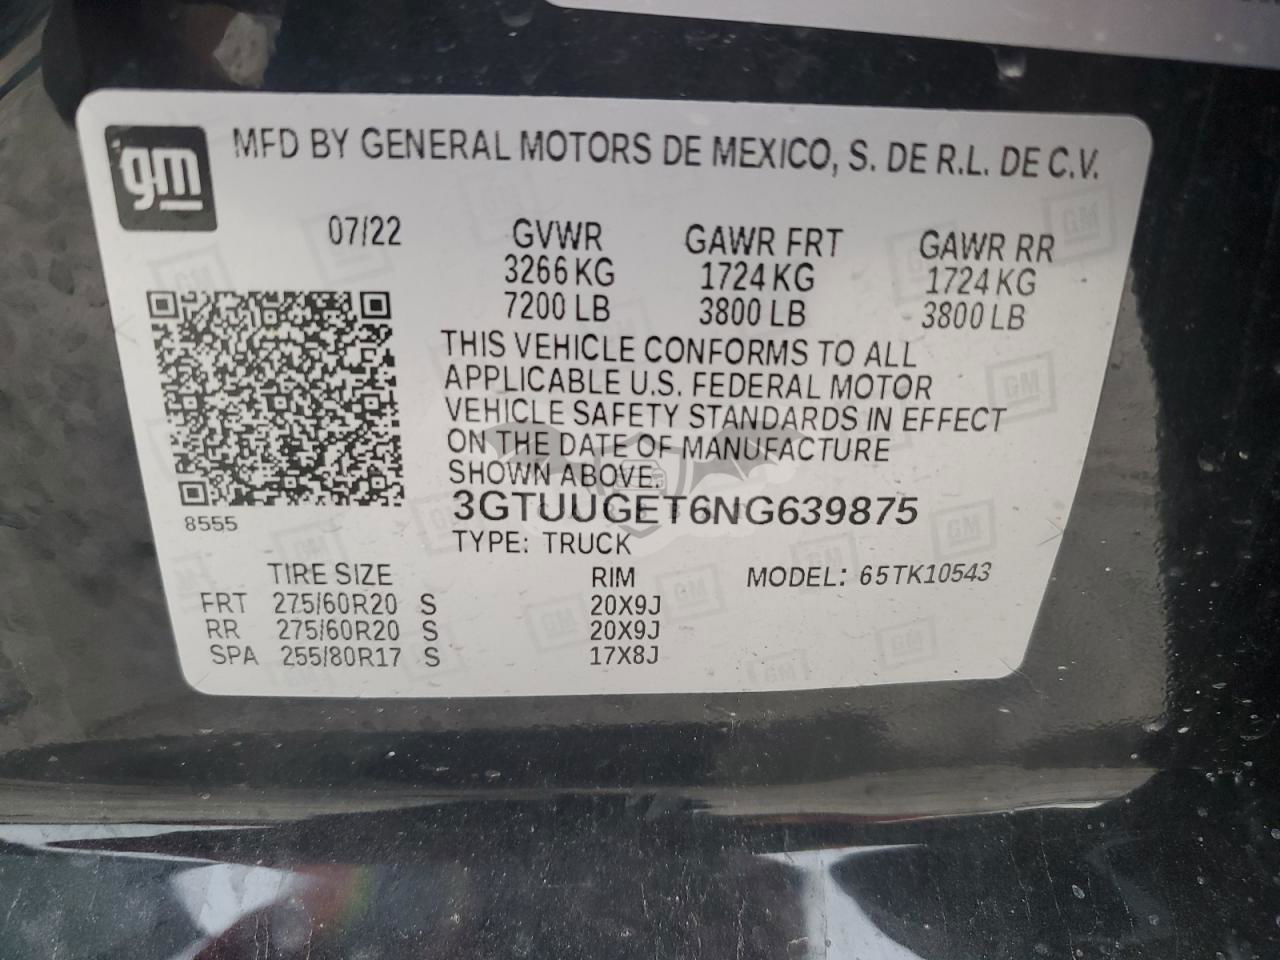 gm
MFD BY GENERAL MOTORS DE MEXICO, S. DE R.L. DE C.V.
07/22 GVWR GAWR FRT GAWR RR
3266 KG 1724 KG 1724 KG
7200 LB 3800 LB 3800 LB
THIS VEHICLE CONFORMS TO ALL
APPLICABLE U.S. FEDERAL MOTOR
VEHICLE SAFETY STANDARDS IN EFFECT
ON THE DATE OF MANUFACTURE
SHOWN ABOVE.
3GTUUGET6NG639875
8555
TYPE: TRUCK
TIRE SIZE RIM MODEL: 65TK10543
FRT 275/60R20 S 20X9J
RR 275/60R20 S 20X9J
SPA 255/80R17 S 17X8J